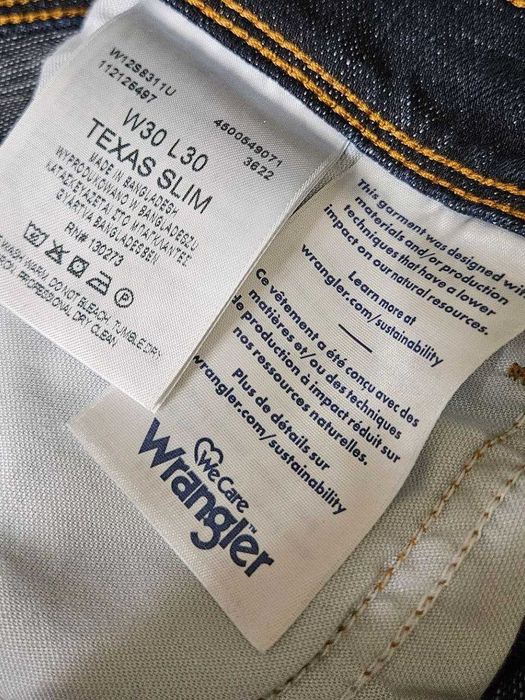 W12S8311U
112126497
4500549071
3622
W30 L30
TEXAS SLIM
MADE IN BANGLADESH
WYPRODUKOWANO W BANGLADESZU
ΚΑΤΑΣΚΕΥΑΖΕΤΑΙ ΣΤΟ ΜΠΑΓΚΛΑΝΤΕΣ
GYÁRTVA BANGLADESBEN
RN# 130273
WASH WARM, DO NOT BLEACH, TUMBLE DRY
PROFESSIONAL DRY CLEAN
This garment was designed with
materials and/or production
techniques that have a lower
impact on our natural resources.
Learn more at
wrangler.com/sustainability
Ce vêtement a été conçu avec des
matières et/ou des techniques
de production à impact réduit sur
nos ressources naturelles.
Plus de détails sur
wrangler.com/sustainability
We Care
Wrangler™